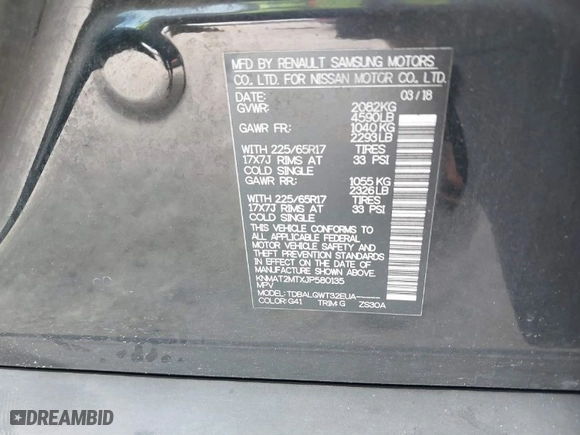 MFD BY RENAULT SAMSUNG MOTORS
CO. LTD. FOR NISSAN MOTOR CO., LTD.
DATE: 03 / 18
GVWR: 2082KG
4590LB
GAWR FR: 1040 KG
2293LB
WITH 225/65R17 TIRES
17X7J RIMS AT 33 PSI
COLD SINGLE
GAWR RR: 1055 KG
2326LB
WITH 225/65R17 TIRES
17X7J RIMS AT 33 PSI
COLD SINGLE
THIS VEHICLE CONFORMS TO
ALL APPLICABLE FEDERAL
MOTOR VEHICLE SAFETY AND
THEFT PREVENTION STANDARDS
IN EFFECT ON THE DATE OF
MANUFACTURE SHOWN ABOVE.
KNMAT2MTXJP580135
MPV
MODEL: TDBALQWT32EUA-----
COLOR: G41 TRIM: G ZS30A
DREAMBID